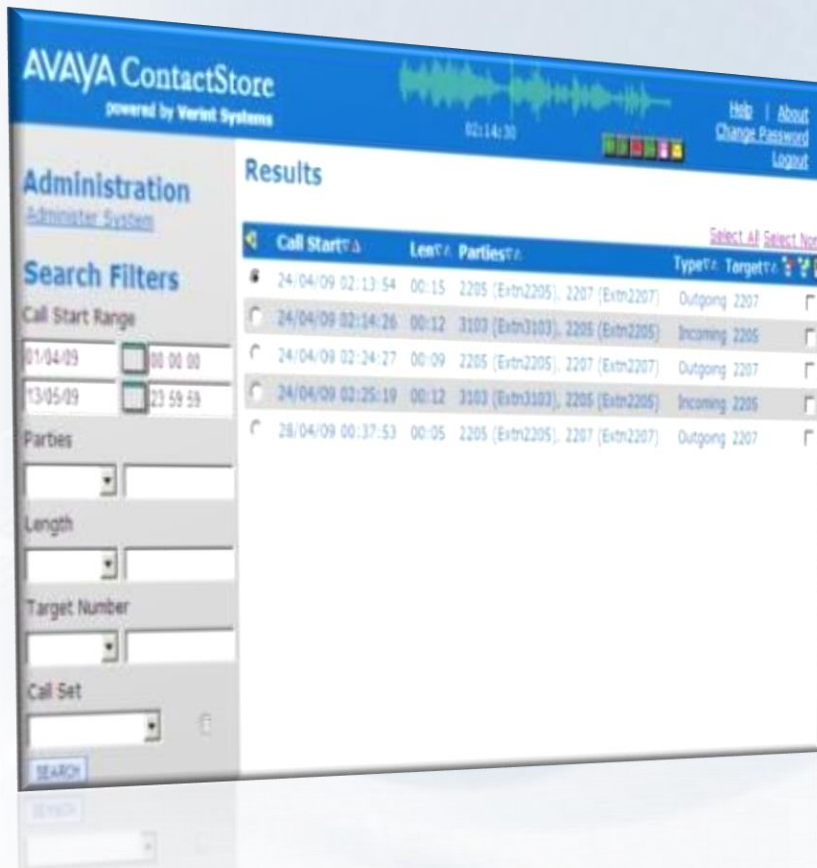 AVAYA ContactStore
powered by Verint Systems
02:14:30
Help | About
Change Password
Logout
Administration
Administer System
Search Filters
Call Start Range
01/04/09 00 00 00
13/05/09 23 59 59
Parties
Length
Target Number
Call Set
SEARCH
Results
Select All Select Non
Call Start Len Parties Type Target
24/04/09 02:13:54 00:15 2205 (Extn2205), 2207 (Extn2207) Outgoing 2207
24/04/09 02:14:26 00:12 3103 (Extn3103), 2205 (Extn2205) Incoming 2205
24/04/09 02:24:27 00:09 2205 (Extn2205), 2207 (Extn2207) Outgoing 2207
24/04/09 02:25:19 00:12 3103 (Extn3103), 2205 (Extn2205) Incoming 2205
28/04/09 00:37:53 00:05 2205 (Extn2205), 2207 (Extn2207) Outgoing 2207